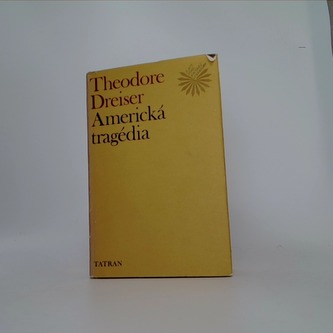 Theodore
Dreiser
Americká
tragédia
TATRAN